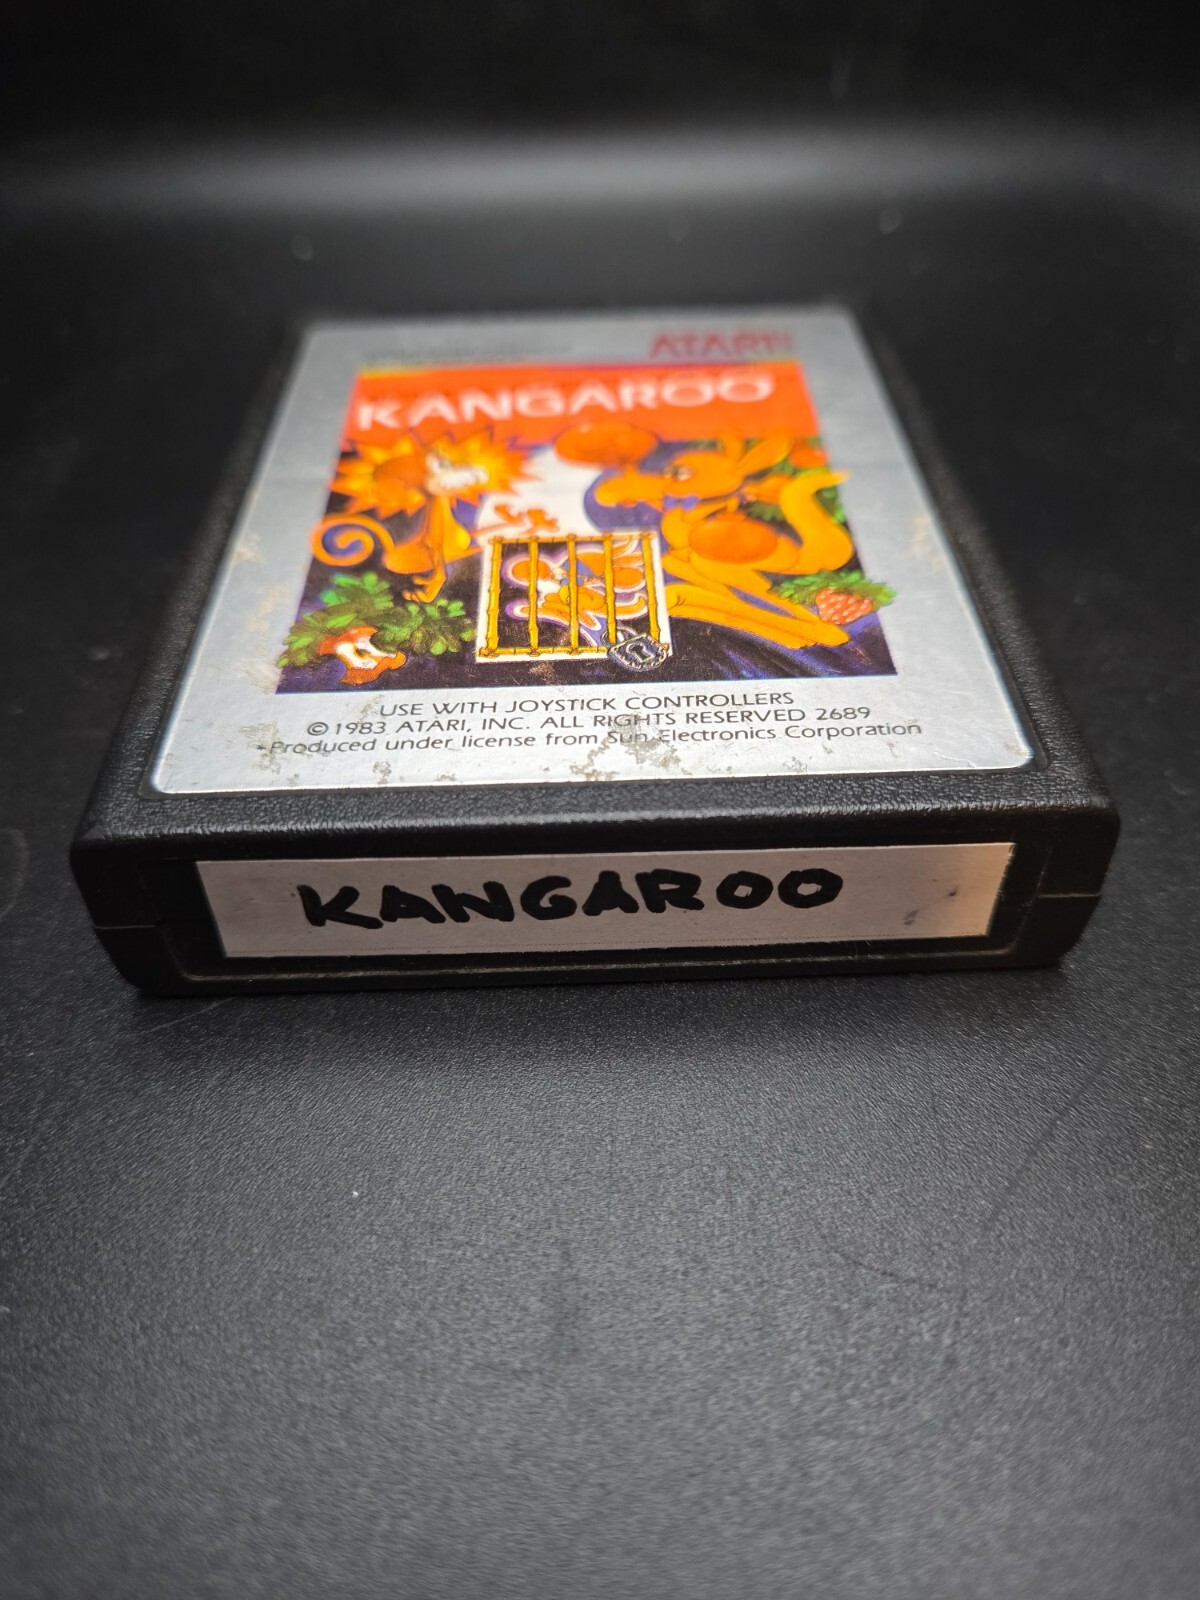 ATARI
KANGAROO
USE WITH JOYSTICK CONTROLLERS
©1983 ATARI, INC. ALL RIGHTS RESERVED 2689
*Produced under license from Sun Electronics Corporation
KANGAROO